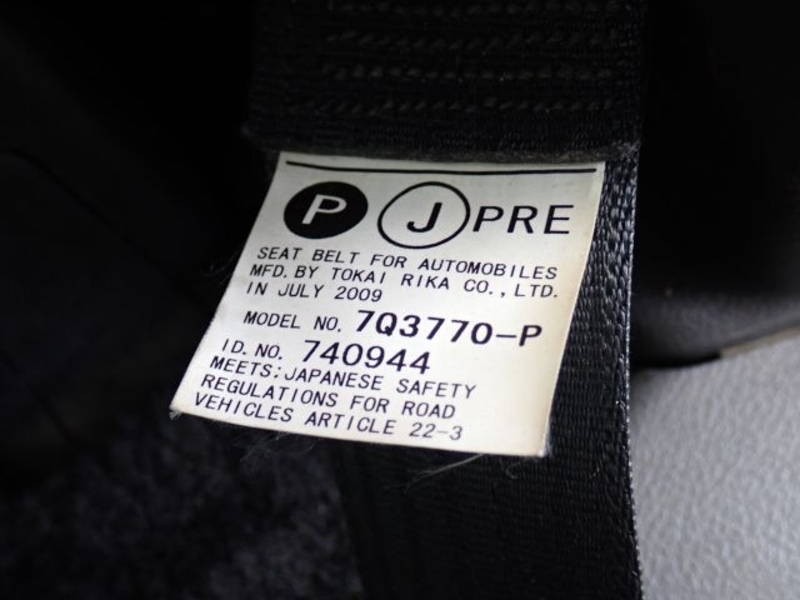 P J PRE
SEAT BELT FOR AUTOMOBILES
MFD. BY TOKAI RIKA CO., LTD.
IN JULY 2009
MODEL NO. 7Q3770-P
ID. NO. 740944
MEETS:JAPANESE SAFETY
REGULATIONS FOR ROAD
VEHICLES ARTICLE 22-3